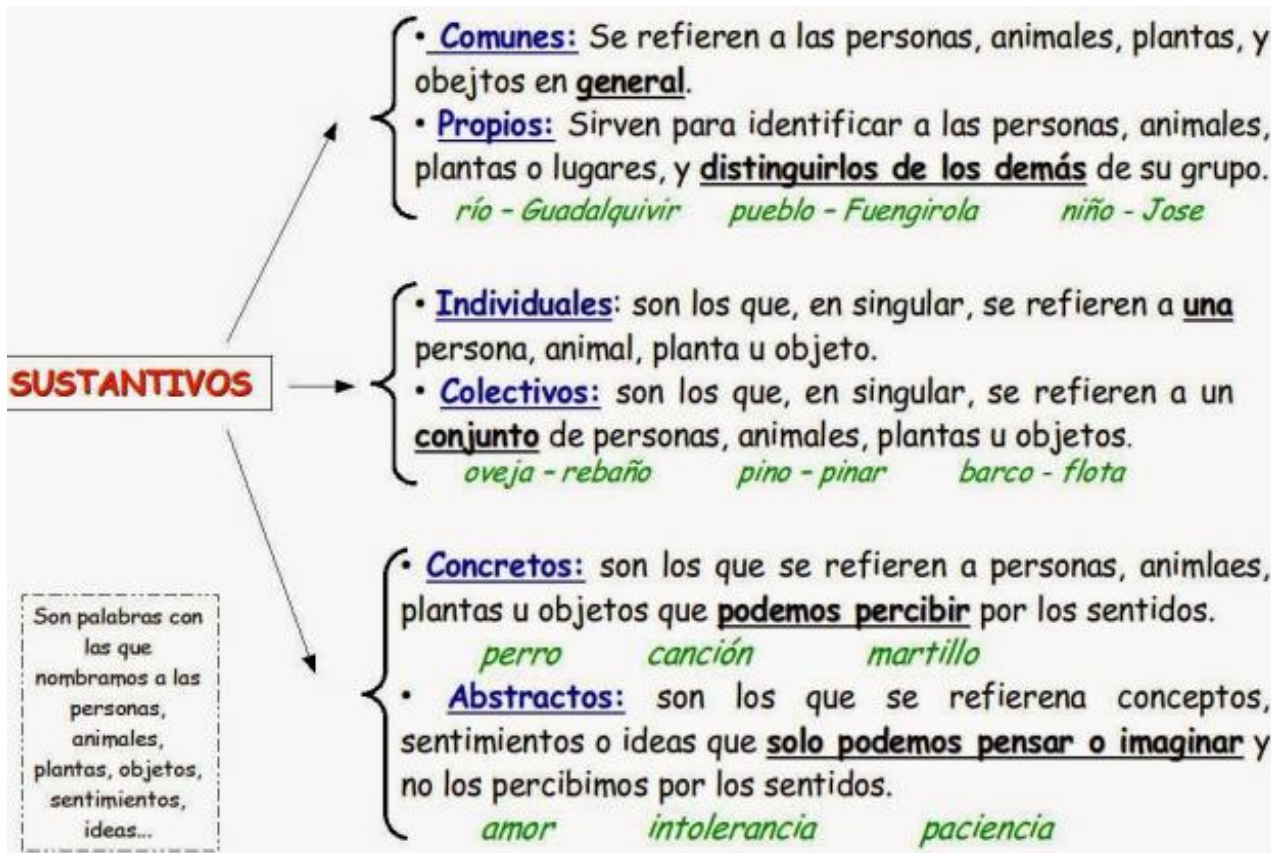 • Comunes: Se refieren a las personas, animales, plantas, y
obejtos en general.
• Propios: Sirven para identificar a las personas, animales,
plantas o lugares, y distinguirlos de los demás de su grupo.
río – Guadalquivir pueblo – Fuengirola niño - Jose
• Individuales: son los que, en singular, se refieren a una
persona, animal, planta u objeto.
• Colectivos: son los que, en singular, se refieren a un
conjunto de personas, animales, plantas u objetos.
oveja – rebaño pino – pinar barco - flota
SUSTANTIVOS
• Concretos: son los que se refieren a personas, animlaes,
plantas u objetos que podemos percibir por los sentidos.
perro canción martillo
• Abstractos: son los que se refierena conceptos,
sentimientos o ideas que solo podemos pensar o imaginar y
no los percibimos por los sentidos.
amor intolerancia paciencia
Son palabras con
las que
nombramos a las
personas,
animales,
plantas, objetos,
sentimientos,
ideas...